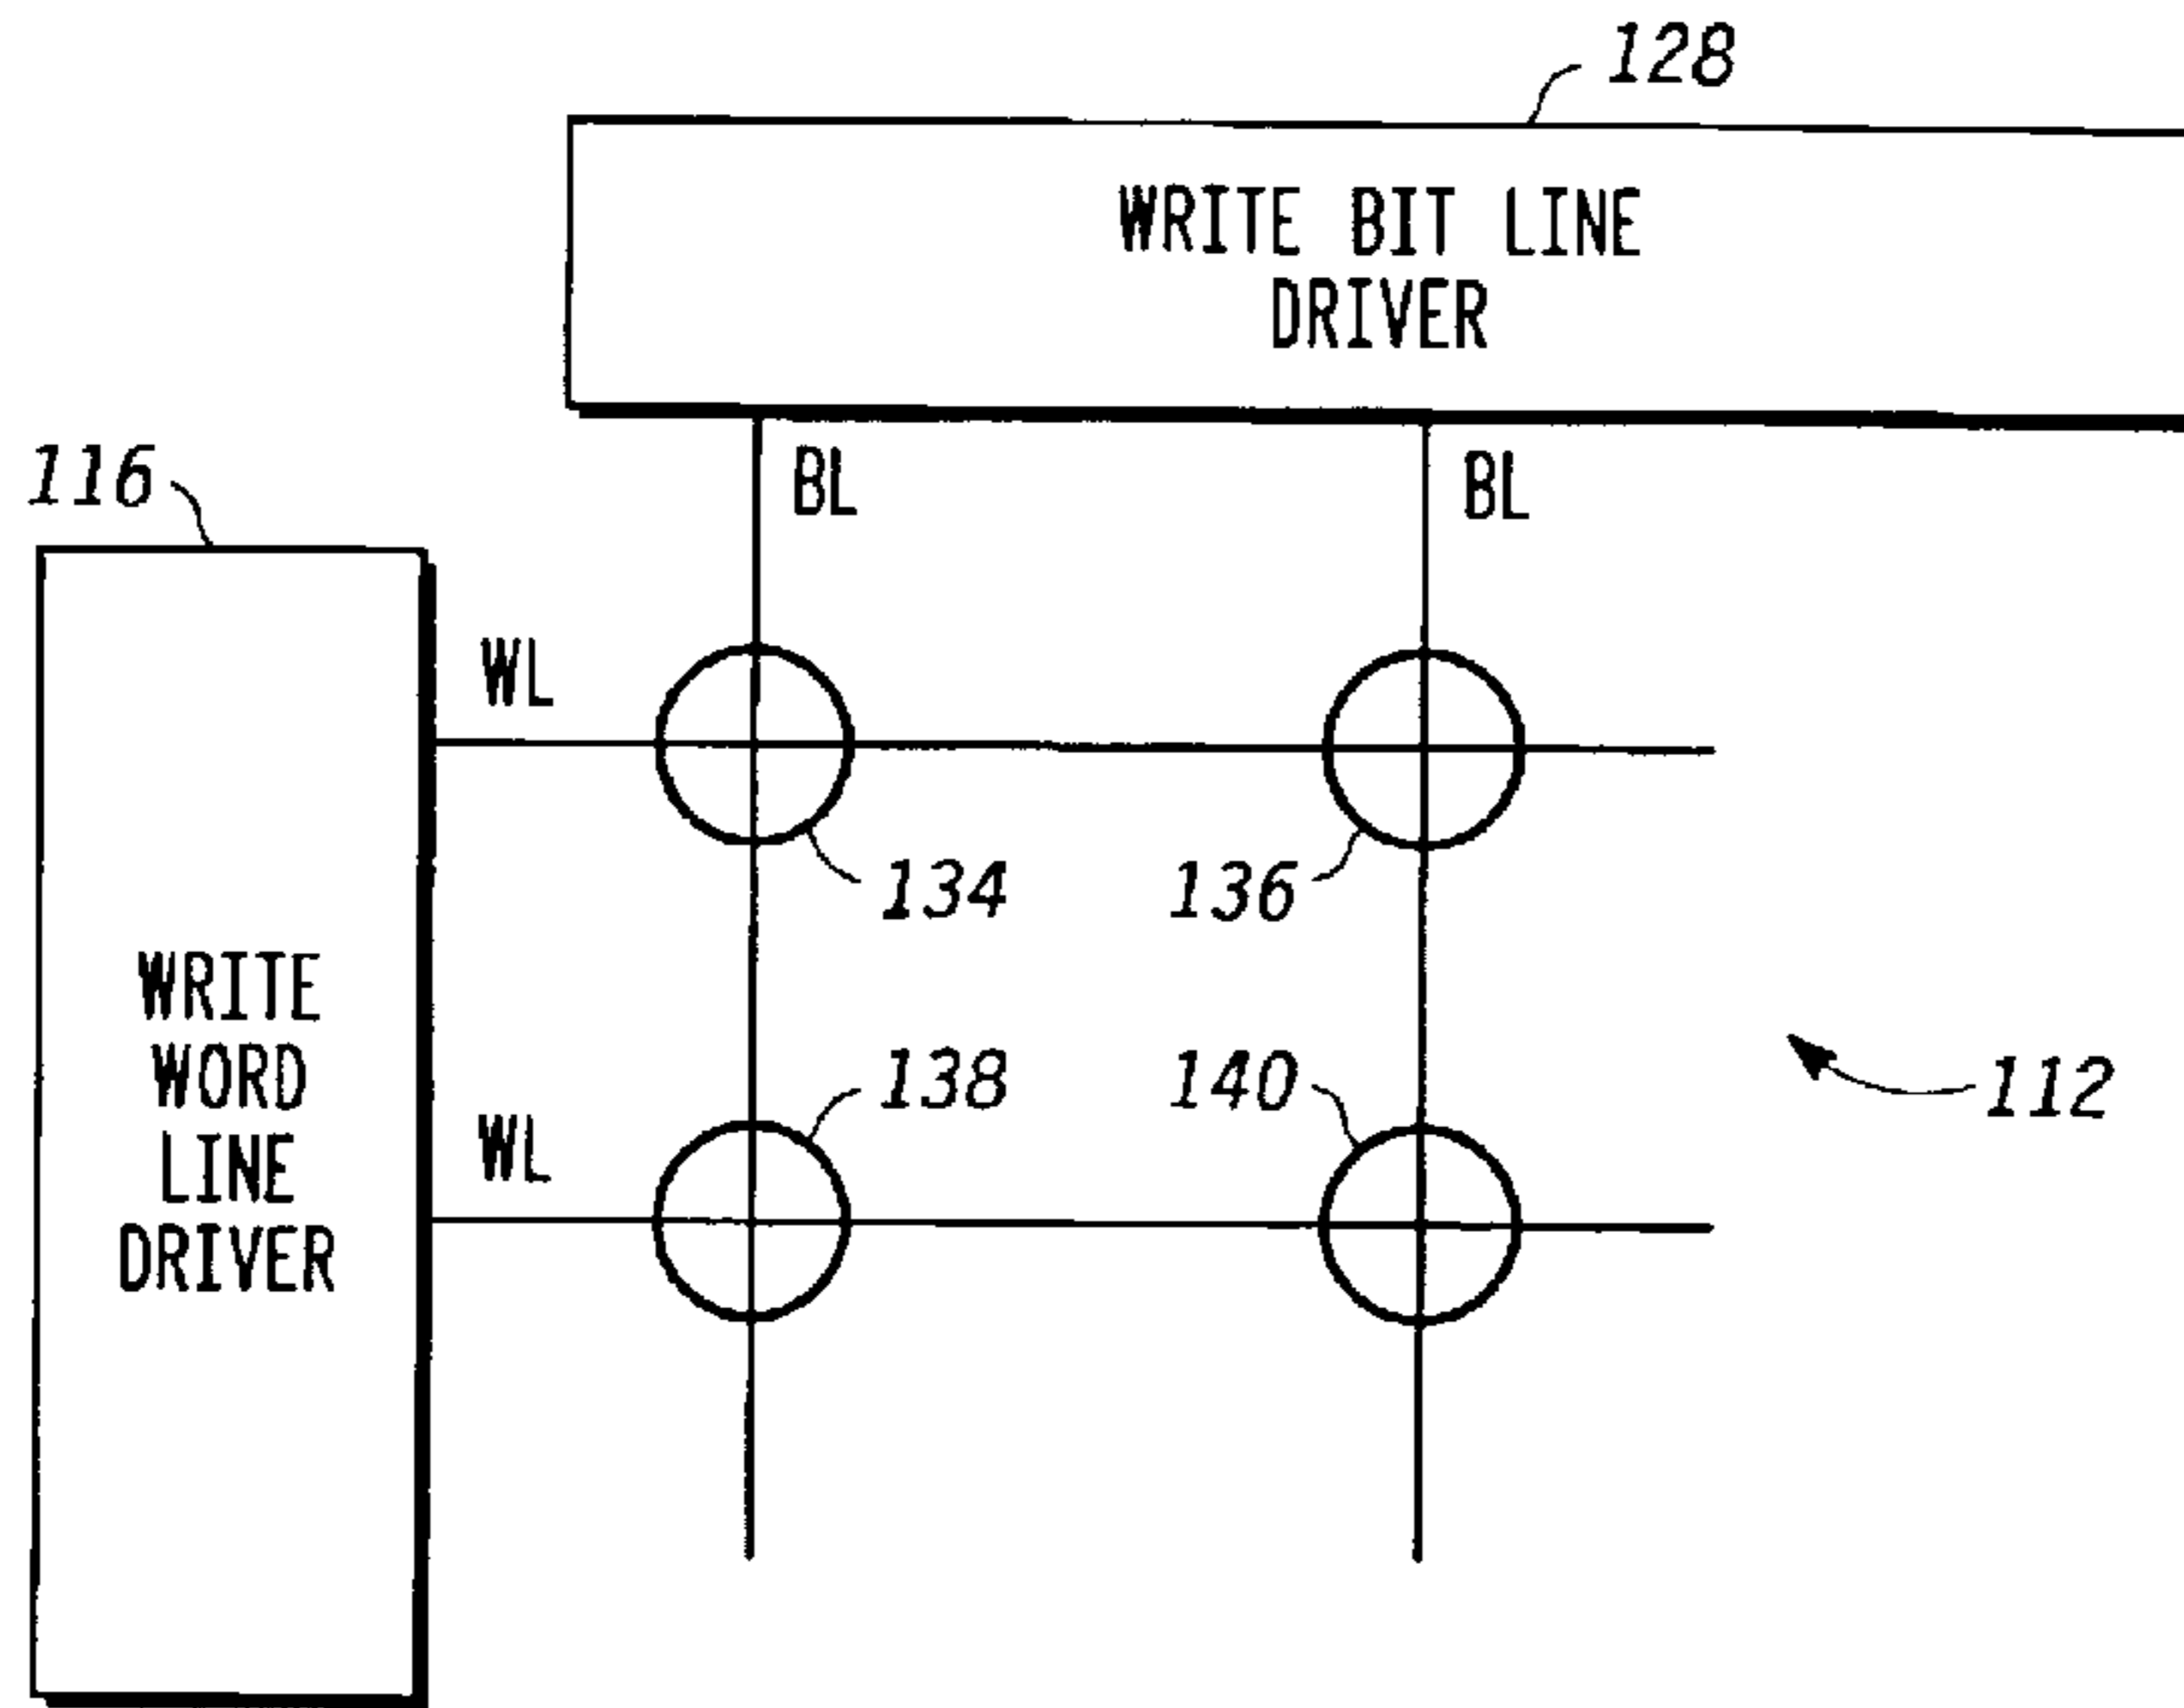 128
WRITE BIT LINE
DRIVER
116
BL
BL
WL
134
136
WRITE
WORD
LINE
DRIVER
138
140
112
WL